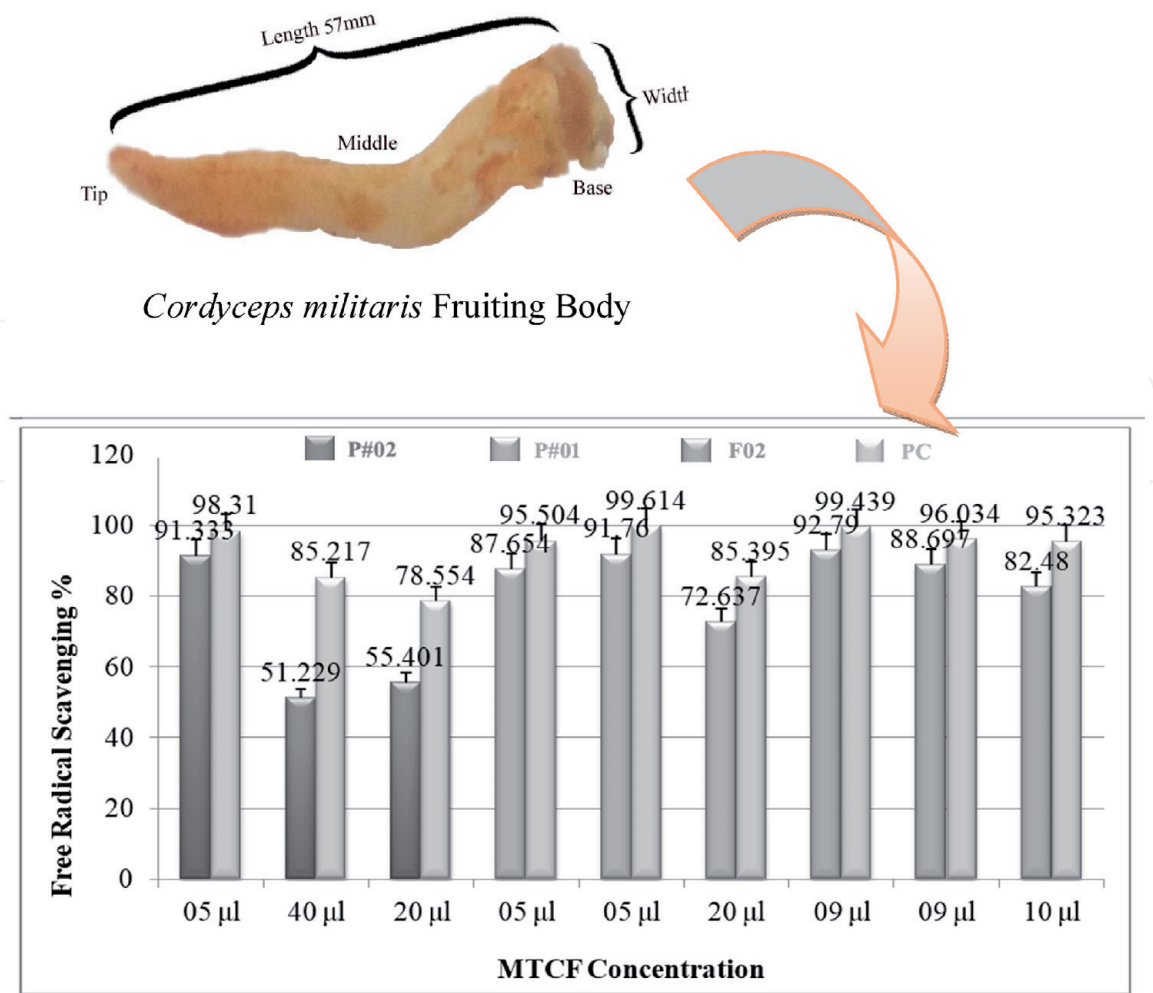 Length 57mm
Width
Middle
Tip
Base
Cordyceps militaris Fruiting Body
P#02 P#01 F02 PC
120
100
80
60
40
20
0
Free Radical Scavenging %
91.333 98.31
51.229 85.217
55.401 78.554
87.654 95.504
91.76 99.614
72.637 85.395
92.79 99.439
88.697 96.034
82.48 95.323
05 µl 40 µl 20 µl 05 µl 05 µl 20 µl 09 µl 09 µl 10 µl
MTCF Concentration